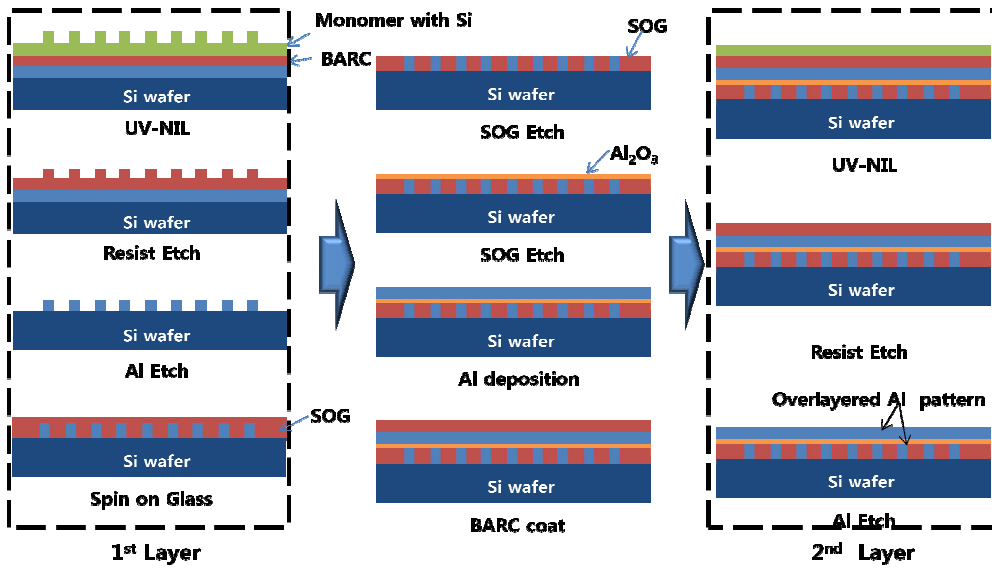 Monomer with Si
BARC
Si wafer
UV-NIL
Si wafer
Resist Etch
Si wafer
Al Etch
SOG
Si wafer
Spin on Glass
1st Layer
SOG
Si wafer
SOG Etch
Al2O3
Si wafer
SOG Etch
Si wafer
Al deposition
Si wafer
BARC coat
Si wafer
UV-NIL
Si wafer
Resist Etch
Overlayered Al pattern
Si wafer
Al Etch
2nd Layer